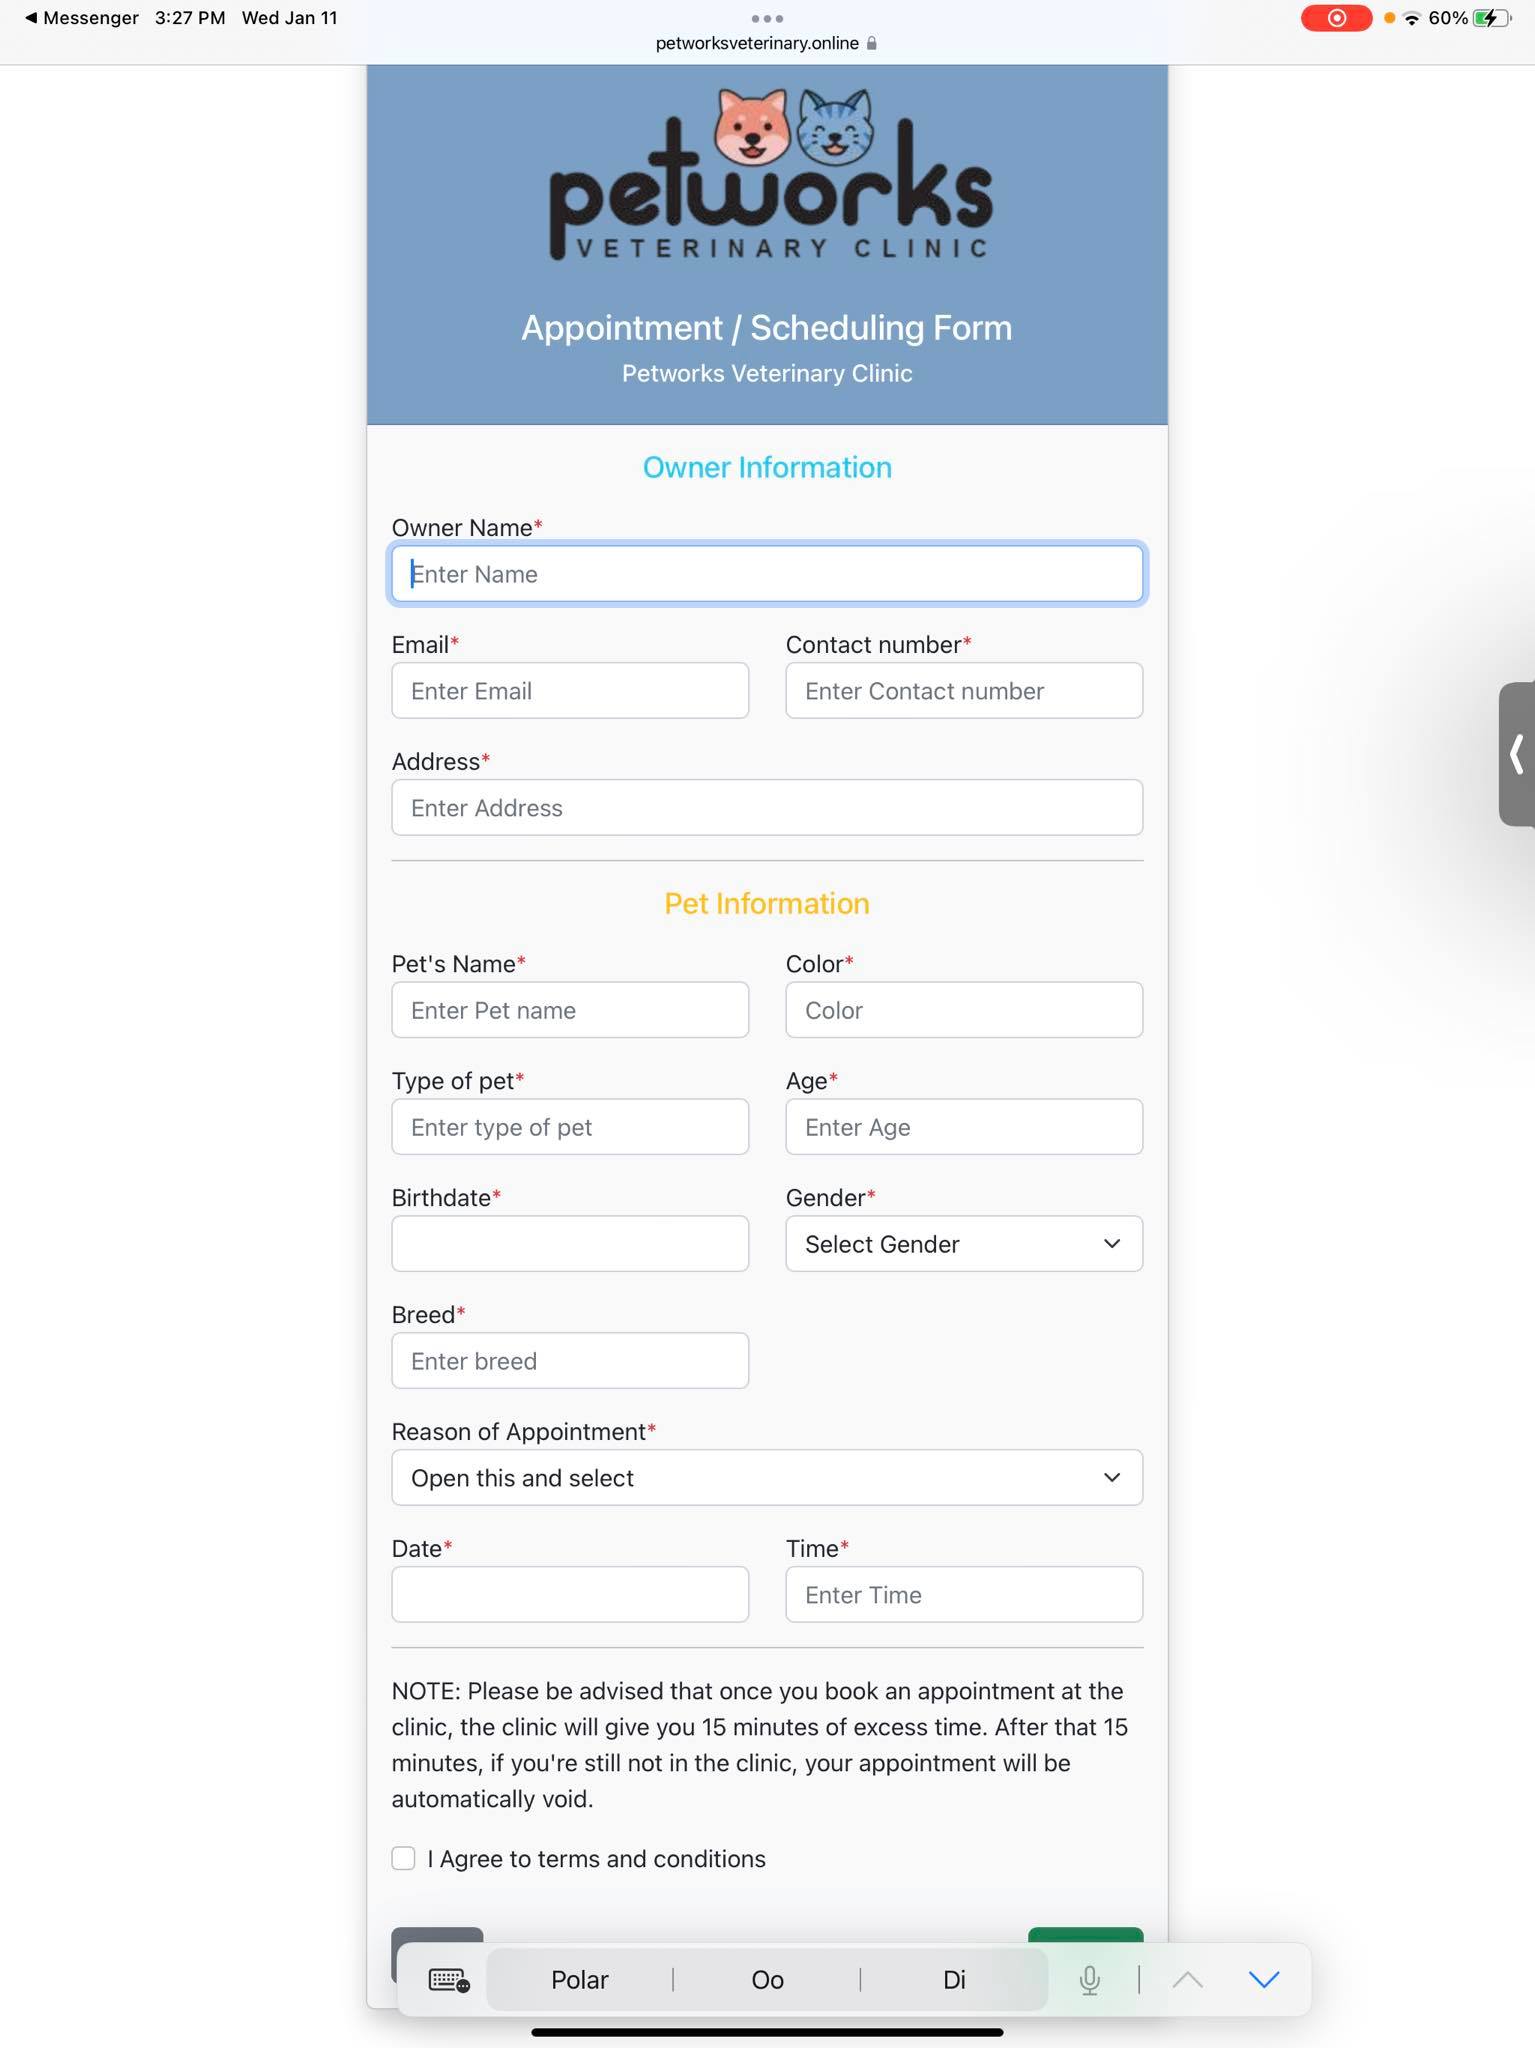 Messenger 3:27 PM Wed Jan 11
60%
petworksveterinary.online
petworks
VETERINARY CLINIC
Appointment / Scheduling Form
Petworks Veterinary Clinic
Owner Information
Owner Name*
Enter Name
Email* Contact number*
Enter Email Enter Contact number
Address*
Enter Address
Pet Information
Pet's Name* Color*
Enter Pet name Color
Type of pet* Age*
Enter type of pet Enter Age
Birthdate* Gender*
Select Gender
Breed*
Enter breed
Reason of Appointment*
Open this and select
Date* Time*
Enter Time
NOTE: Please be advised that once you book an appointment at the
clinic, the clinic will give you 15 minutes of excess time. After that 15
minutes, if you're still not in the clinic, your appointment will be
automatically void.
I Agree to terms and conditions
Polar Oo Di